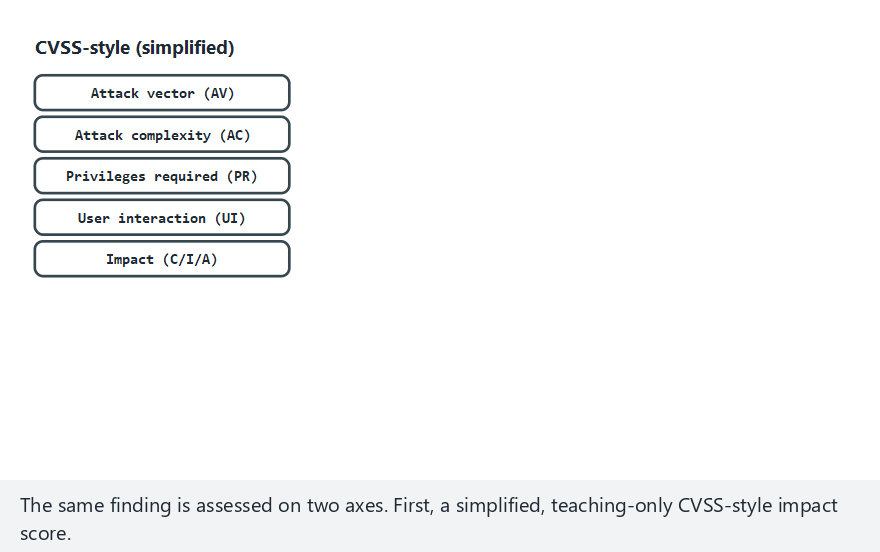 CVSS-style (simplified)
Attack vector (AV)
Attack complexity (AC)
Privileges required (PR)
User interaction (UI)
Impact (C/I/A)
The same finding is assessed on two axes. First, a simplified, teaching-only CVSS-style impact
score.